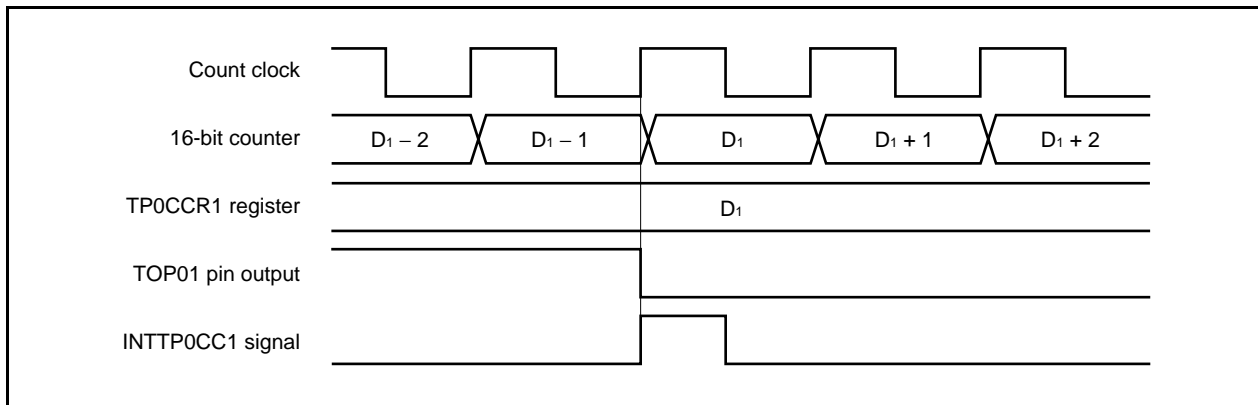 Count clock
16-bit counter
D₁ − 2 D₁ − 1 D₁ D₁ + 1 D₁ + 2
TP0CCR1 register
D₁
TOP01 pin output
INTTP0CC1 signal